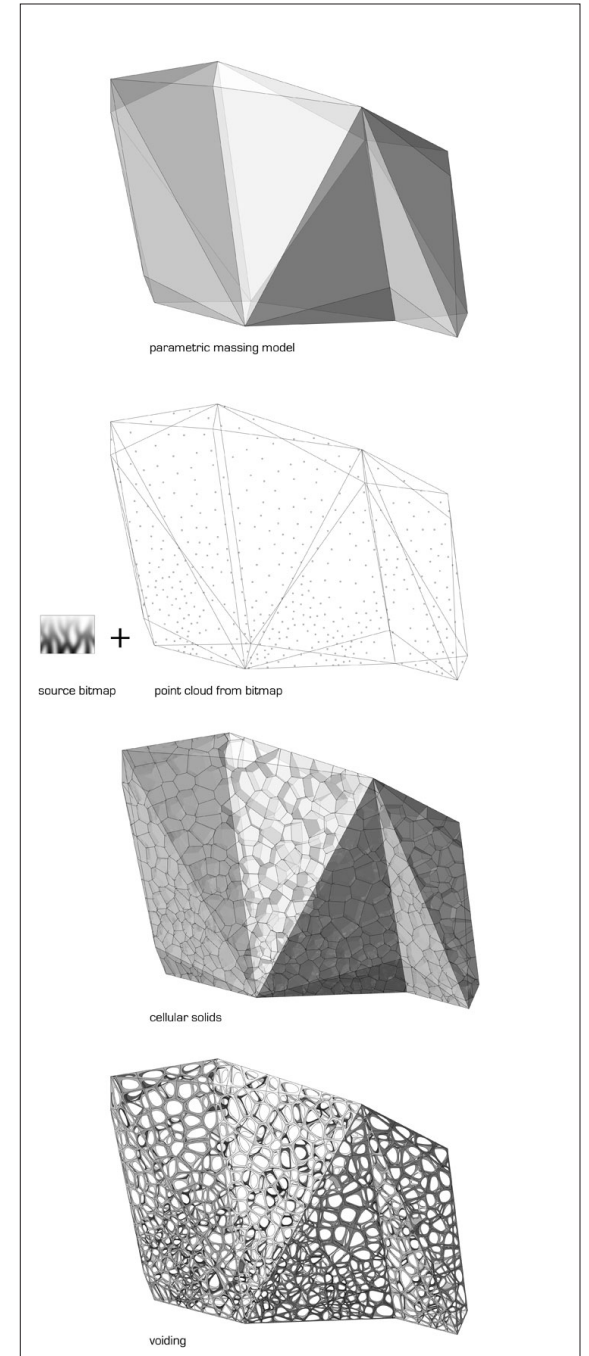 parametric massing model
+
source bitmap
point cloud from bitmap
cellular solids
voiding